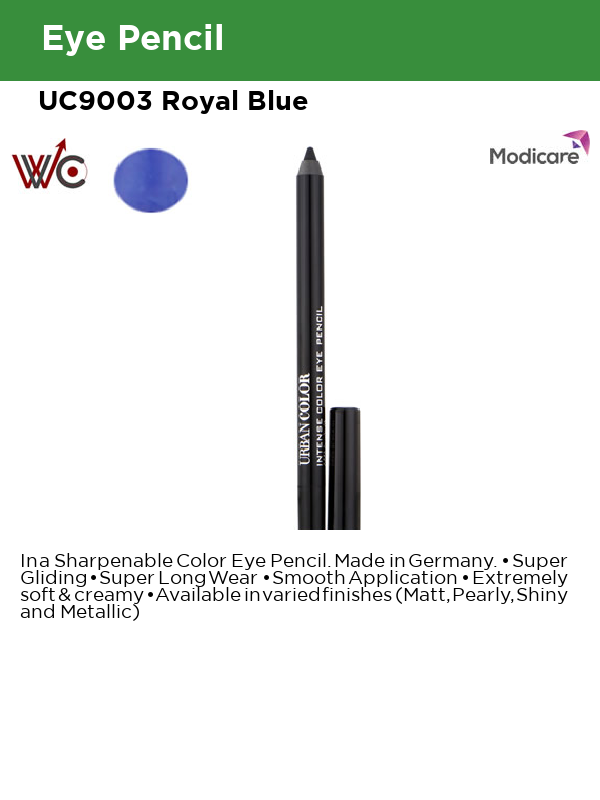 Eye Pencil
UC9003 Royal Blue
WC
Modicare
URBAN COLOR
INTENSE COLOR EYE PENCIL
In a Sharpenable Color Eye Pencil. Made in Germany. • Super
Gliding • Super Long Wear • Smooth Application • Extremely
soft & creamy • Available in varied finishes (Matt, Pearly, Shiny
and Metallic)